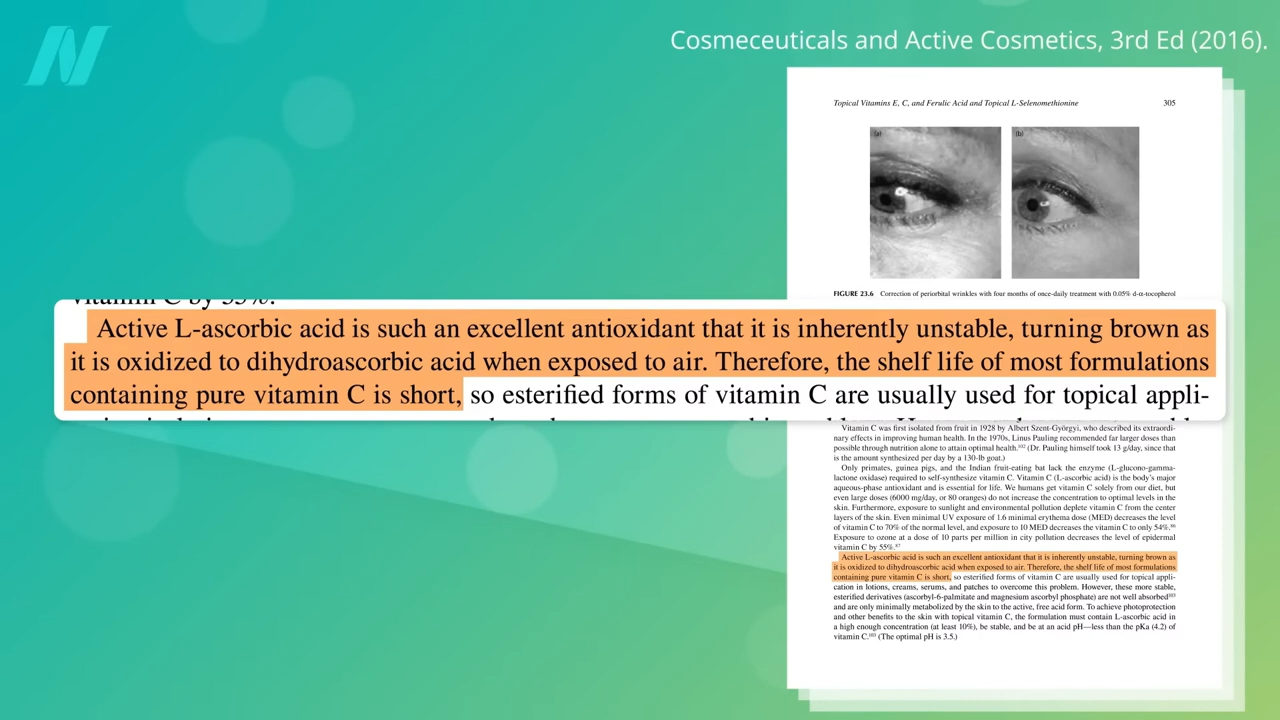 Cosmeceuticals and Active Cosmetics, 3rd Ed (2016).
Topical Vitamins E, C, and Ferulic Acid and Topical L-Selenomethionine 305
(a) (b)
FIGURE 23.6 Correction of periorbital wrinkles with four months of once-daily treatment with 0.05% d-α-tocopherol
vitamin C by 55%.
Active L-ascorbic acid is such an excellent antioxidant that it is inherently unstable, turning brown as
it is oxidized to dihydroascorbic acid when exposed to air. Therefore, the shelf life of most formulations
containing pure vitamin C is short, so esterified forms of vitamin C are usually used for topical appli-
Vitamin C was first isolated from fruit in 1928 by Albert Szent-Györgyi, who described its extraordi-
nary effects in improving human health. In the 1970s, Linus Pauling recommended far larger doses than
possible through nutrition alone to attain optimal health.¹⁰² (Dr. Pauling himself took 13 g/day, since that
is the amount synthesized per day by a 130-lb goat.)
Only primates, guinea pigs, and the Indian fruit-eating bat lack the enzyme (L-glucono-gamma-
lactone oxidase) to self-synthesize vitamin C. Vitamin C (L-ascorbic acid) is the body's major
aqueous-phase antioxidant and is essential for life. We humans get vitamin C solely from our diet, but
even large doses (6000 mg/day, or 80 oranges) do not increase the concentration to optimal levels in the
skin. Furthermore, exposure to sunlight and environmental pollution deplete vitamin C from the center
layers of the skin. Even minimal UV exposure of 1.6 minimal erythema dose (MED) decreases the level
of vitamin C to 70% of the normal level, and exposure to 10 MED decreases the vitamin C to only 54%.⁸⁶
Exposure to ozone at a dose of 10 parts per million in city pollution decreases the level of epidermal
vitamin C by 55%.⁸⁷
Active L-ascorbic acid is such an excellent antioxidant that it is inherently unstable, turning brown as
it is oxidized to dihydroascorbic acid when exposed to air. Therefore, the shelf life of most formulations
containing pure vitamin C is short, so esterified forms of vitamin C are usually used for topical appli-
cation in lotions, creams, serums, and patches to overcome this problem. However, these more stable,
esterified derivatives (ascorbyl-6-palmitate and magnesium ascorbyl phosphate) are not well absorbed¹⁰³
and are only minimally metabolized by the skin to the active, free acid form. To achieve photoprotection
and other benefits to the skin with topical vitamin C, the formulation must contain L-ascorbic acid in
a high enough concentration (at least 10%), be stable, and be at an acid pH—less than the pKa (4.2) of
vitamin C.¹⁰³ (The optimal pH is 3.5.)